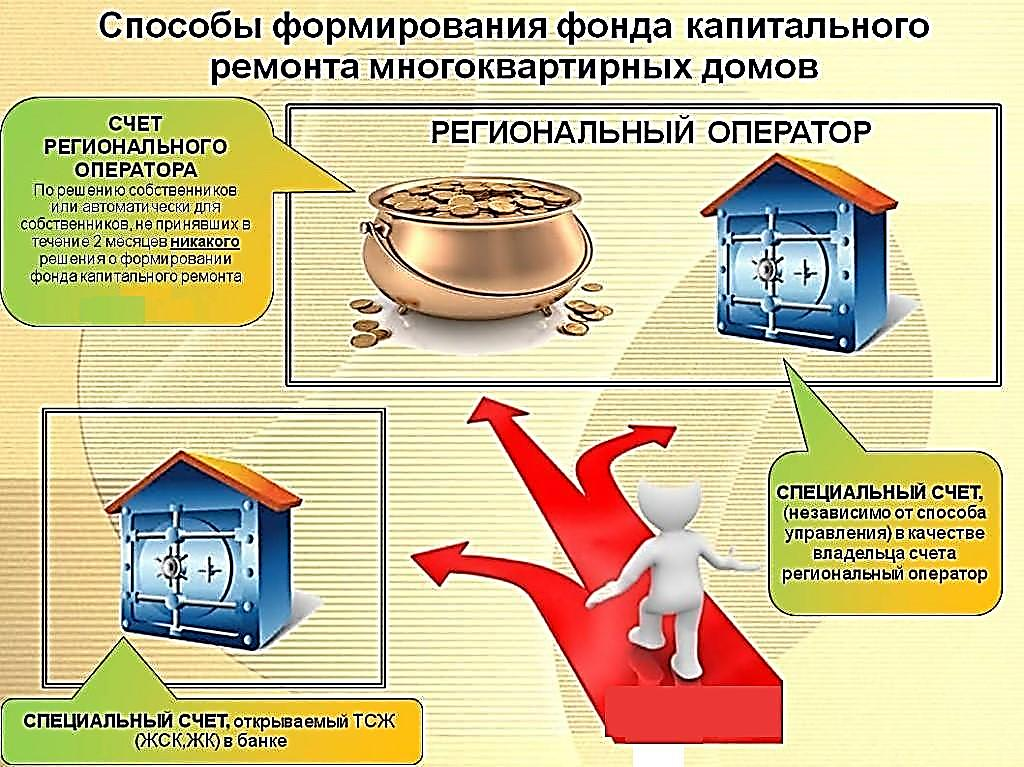 Способы формирования фонда капитального
ремонта многоквартирных домов
СЧЕТ
РЕГИОНАЛЬНОГО
ОПЕРАТОРА
По решению собственников
или автоматически для
собственников, не принявших в
течение 2 месяцев никакого
решения о формировании
фонда капитального ремонта
РЕГИОНАЛЬНЫЙ ОПЕРАТОР
СПЕЦИАЛЬНЫЙ СЧЕТ,
(независимо от способа
управления) в качестве
владельца счета
региональный оператор
СПЕЦИАЛЬНЫЙ СЧЕТ, открываемый ТСЖ
(ЖСК,ЖК) в банке